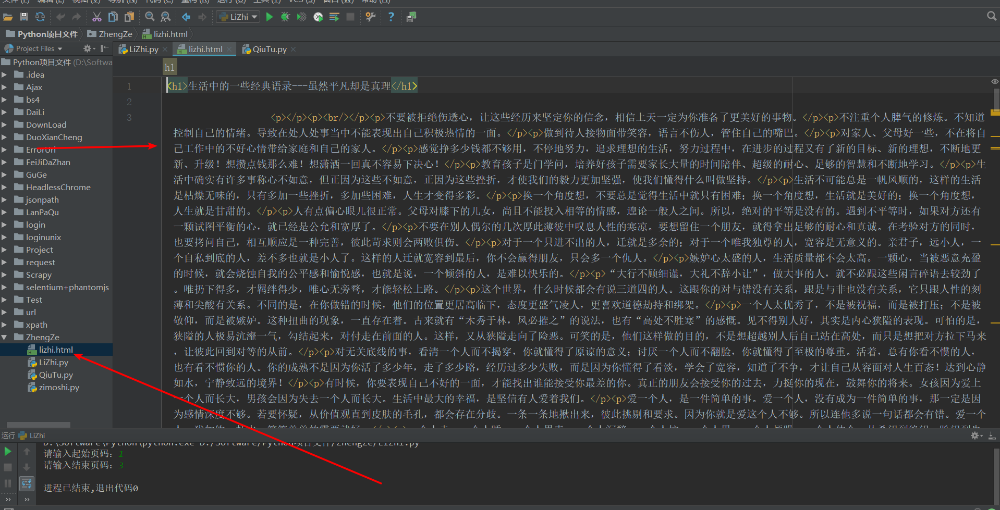 文件(F) 编辑(E) 视图(V) 导航(N) 代码(C) 重构(R) 运行(U) 工具(T) VCS(S) 窗口(W) 帮助(H)
LiZhi
Python项目文件 ZhengZe lizhi.html
Project Files
LiZhi.py lizhi.html QiuTu.py
Python项目文件 (D:\Softwa
.idea
Ajax
bs4
DaiLi
DownLoad
DuoXianCheng
ErrorUrl
FeiJiDaZhan
GuGe
HeadlessChrome
jsonpath
LanPaQu
login
loginunix
Project
request
Scrapy
selentium+phantomjs
Test
url
xpath
ZhengZe
lizhi.html
LiZhi.py
QiuTu.py
zimoshi.py
h1
1 <h1>生活中的一些经典语录---虽然平凡却是真理</h1>
2
3 <p></p><p><br/></p><p>不要被拒绝伤透心，让这些经历来坚定你的信念，相信上天一定为你准备了更美好的事物。</p><p>不注重个人脾气的修炼。不知道
控制自己的情绪。导致在处人处事当中不能表现出自己积极热情的一面。</p><p>做到待人接物面带笑容，语言不伤人，管住自己的嘴巴。</p><p>对家人、父母好一些，不在将自
己工作中的不好心情带给家庭和自己的家人。</p><p>感觉挣多少钱都不够用，不停地努力，追求理想的生活，努力过程中，在进步的过程又有了新的目标、新的理想，不断地更
新、升级！想攒点钱那么难！想潇洒一回真不容易下决心！</p><p>教育孩子是门学问，培养好孩子需要家长大量的时间陪伴、超级的耐心、足够的智慧和不断地学习。</p><p>生
活中确实有许多事称心不如意，但正因为这些不如意，正因为这些挫折，才使我们的毅力更加坚强，使我们懂得什么叫做坚持。</p><p>生活不可能总是一帆风顺的，这样的生活
是枯燥无味的，只有多加一些挫折，多加些困难，人生才变得多彩。</p><p>换一个角度想，不要总是觉得生活中就只有困难；换一个角度想，生活就是美好的；换一个角度想，
人生就是甘甜的。</p><p>人有点偏心眼儿很正常。父母对膝下的儿女，尚且不能投入相等的情感，遑论一般人之间。所以，绝对的平等是没有的。遇到不平等时，如果对方还有
一颗试图平衡的心，就已经是公允和宽厚了。</p><p>不要在别人偶尔的几次厚此薄彼中叹息人性的寒凉。要想留住一个朋友，就得拿出足够的耐心和真诚。在考验对方的同时，
也要拷问自己，相互顺应是一种完善，彼此苛求则会两败俱伤。</p><p>对于一个只进不出的人，迁就是多余的；对于一个唯我独尊的人，宽容是无意义的。亲君子，远小人，一
个自私到底的人，差不多也就是小人了。这样的人迁就宽容到最后，你不会赢得朋友，只会多一个仇人。</p><p>嫉妒心太盛的人，生活质量都不会太高。一颗心，当被恶意充盈
的时候，就会烧蚀自我的公平感和愉悦感，也就是说，一个倾斜的人，是难以快乐的。</p><p>“大行不顾细谨，大礼不辞小让”，做大事的人，就不必跟这些闲言碎语去较劲了
。唯扔下得多，才羁绊得少，唯心无旁骛，才能轻松上路。</p><p>这个世界，什么时候都会有说三道四的人。这跟你的对与错没有关系，跟是与非也没有关系，它只跟人性的刻
薄和尖酸有关系。不同的是，在你做错的时候，他们的位置更居高临下，态度更盛气凌人，更喜欢道德劫持和绑架。</p><p>一个人太优秀了，不是被祝福，而是被打压；不是被
敬仰，而是被嫉妒。这种扭曲的现象，一直存在着。古来就有“木秀于林，风必摧之”的说法，也有“高处不胜寒”的感慨。见不得别人好，其实是内心狭隘的表现。可怕的是，
狭隘的人极易沆瀣一气，勾结起来，对付走在前面的人。这样，又从狭隘走向了险恶。可笑的是，他们这样做的目的，不是想超越别人后自己站在高处，而只是想把对方拉下马来
，让彼此回到对等的从前。</p><p>对无关底线的事，看清一个人而不揭穿，你就懂得了原谅的意义；讨厌一个人而不翻脸，你就懂得了至极的尊重。活着，总有你看不惯的人，
也有看不惯你的人。你的成熟不是因为你活了多少年，走了多少路，经历过多少失败，而是因为你懂得了看淡，学会了宽容，知道了不争，才让自己从容面对人生百态！达到心静
如水，宁静致远的境界！</p><p>有时候，你要表现自己不好的一面，才能找出谁能接受你最差的你。真正的朋友会接受你的过去，力挺你的现在，鼓舞你的将来。女孩因为爱上
一个人而长大，男孩会因为失去一个人而长大。生活中最大的幸福，是坚信有人爱着我们。</p><p>爱一个人，是一件简单的事。爱一个人，没有成为一件简单的事，那一定是因
为感情深度不够。若要怀疑，从价值观直到皮肤的毛孔，都会存在分歧。一条一条地揪出来，彼此挑剔和要求。因为你就是爱这个人不够。所以连他多说一句话都会有错。爱一个
运行 LiZhi
D:\Software\Python\python.exe D:/Software/Python项目文件/ZhengZe/LiZhi.py
请输入起始页码：1
请输入结束页码：3
进程已结束,退出代码0